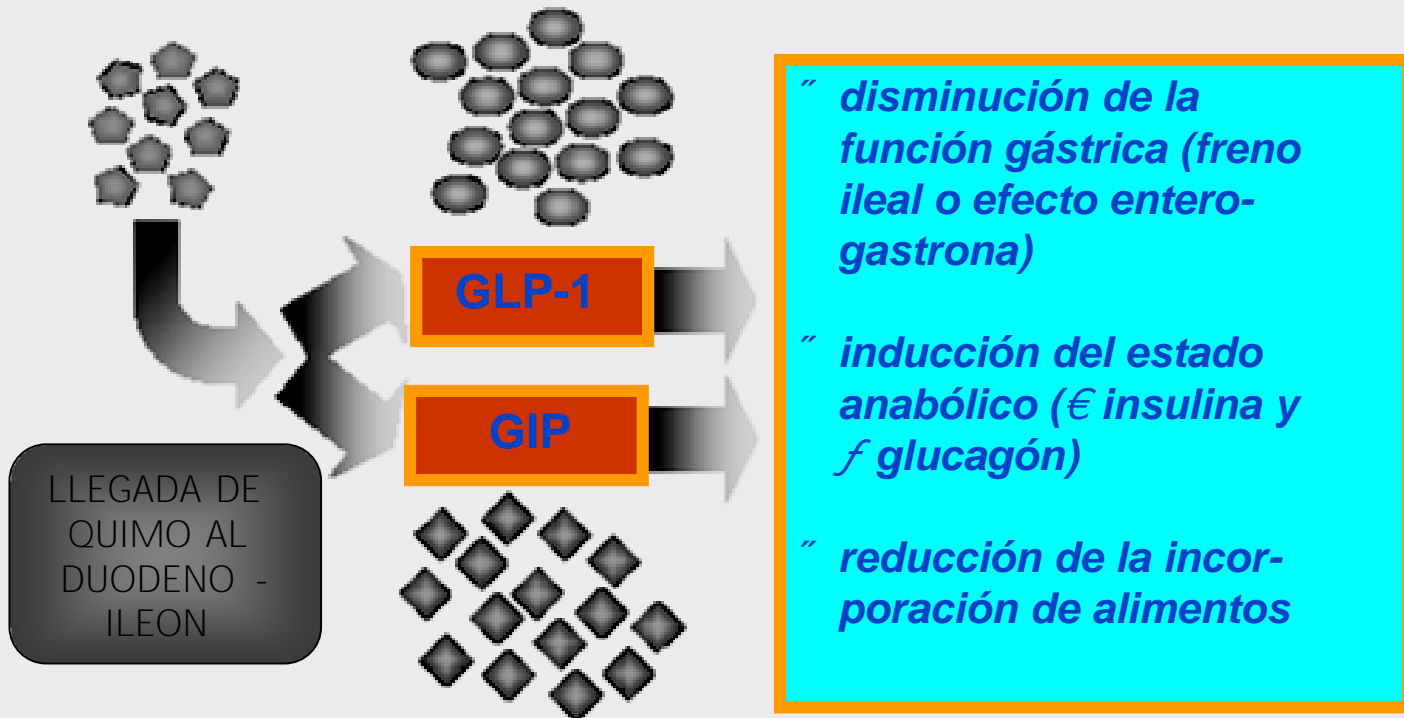 LLEGADA DE
QUIMO AL
DUODENO -
ILEON
GLP-1
GIP
˝ disminución de la
función gástrica (freno
ileal o efecto entero-
gastrona)
˝ inducción del estado
anabólico (€ insulina y
ƒ glucagón)
˝ reducción de la incor-
poración de alimentos